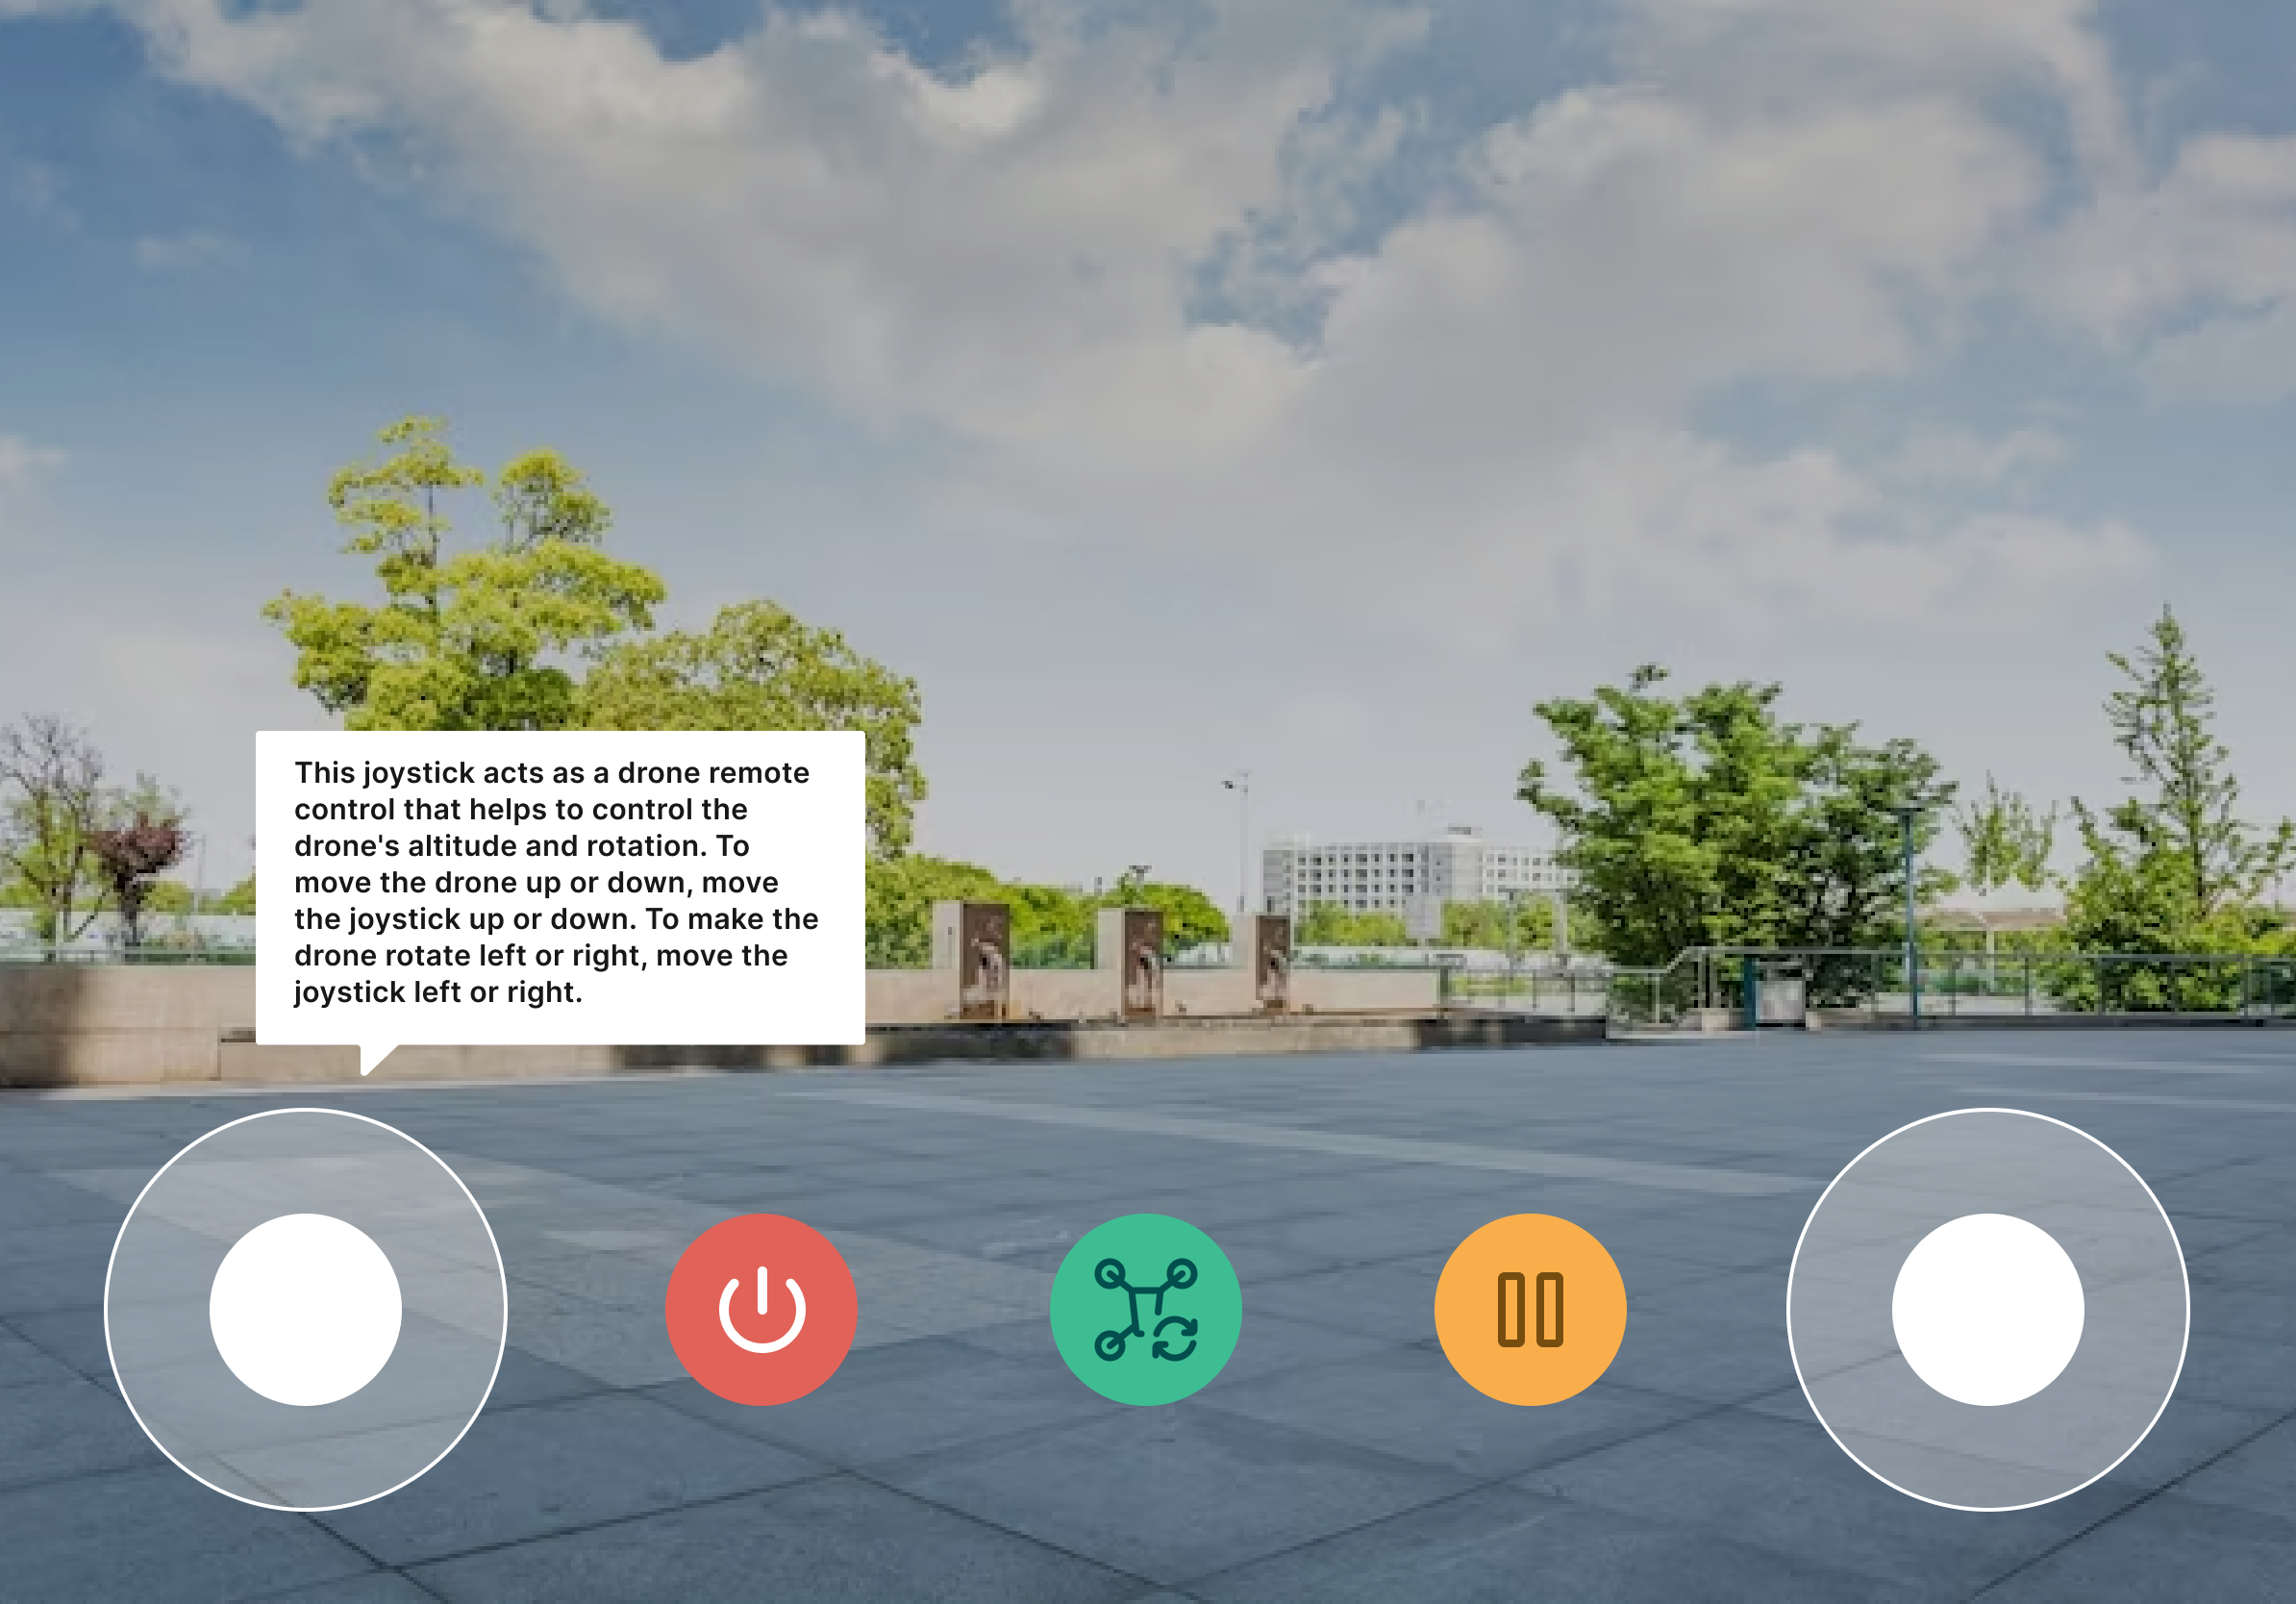 This joystick acts as a drone remote
control that helps to control the
drone's altitude and rotation. To
move the drone up or down, move
the joystick up or down. To make the
drone rotate left or right, move the
joystick left or right.